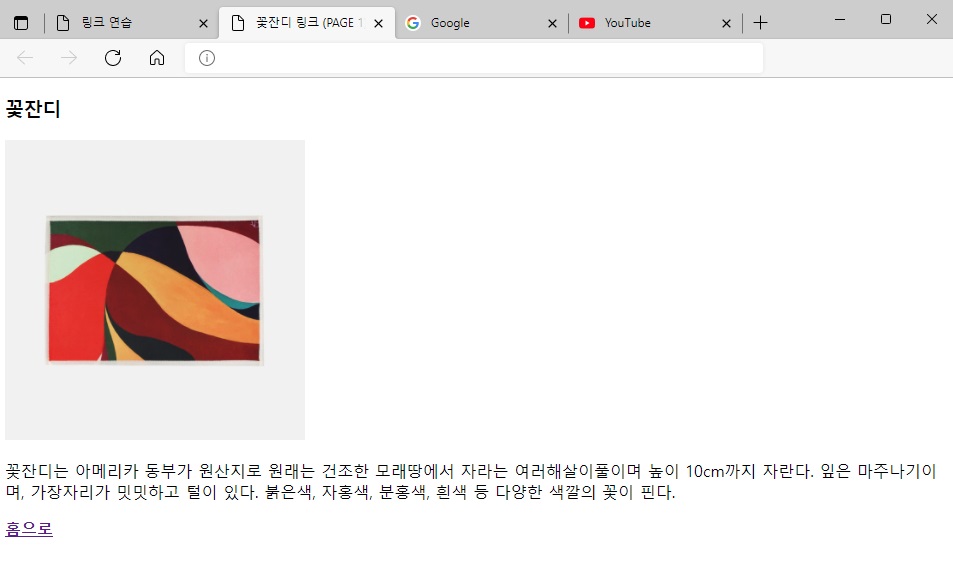 링크 연습
꽃잔디 링크 (PAGE 1
Google
YouTube
꽃잔디
꽃잔디는 아메리카 동부가 원산지로 원래는 건조한 모래땅에서 자라는 여러해살이풀이며 높이 10cm까지 자란다. 잎은 마주나기이
며, 가장자리가 밋밋하고 털이 있다. 붉은색, 자홍색, 분홍색, 흰색 등 다양한 색깔의 꽃이 핀다.
홈으로